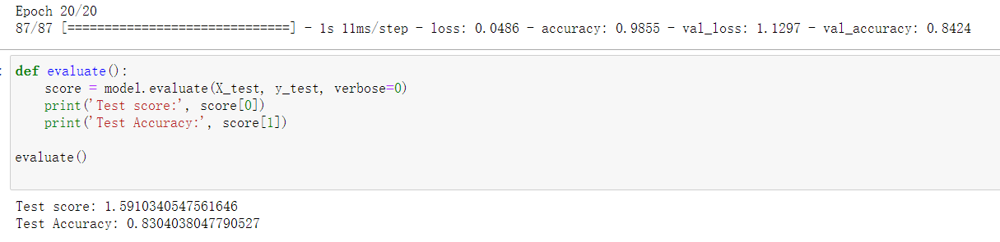 Epoch 20/20
87/87 [==============================] - 1s 11ms/step - loss: 0.0486 - accuracy: 0.9855 - val_loss: 1.1297 - val_accuracy: 0.8424
def evaluate():
    score = model.evaluate(X_test, y_test, verbose=0)
    print('Test score:', score[0])
    print('Test Accuracy:', score[1])
evaluate()
Test score: 1.5910340547561646
Test Accuracy: 0.8304038047790527